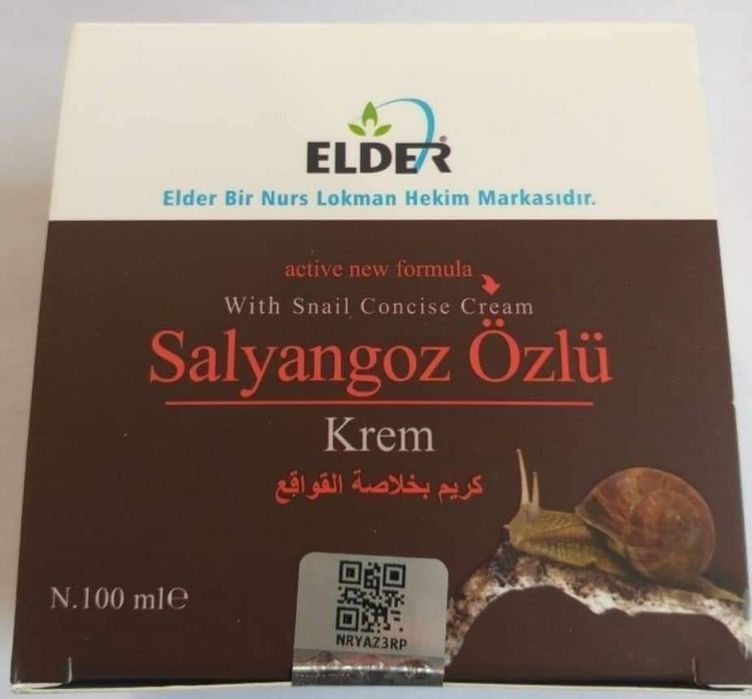 ELDER®
Elder Bir Nurs Lokman Hekim Markasıdır.
active new formula
With Snail Concise Cream
Salyangoz Özlü
Krem
كريم بخلاصة القواقع
N.100 ml℮
NRYAZ3RP